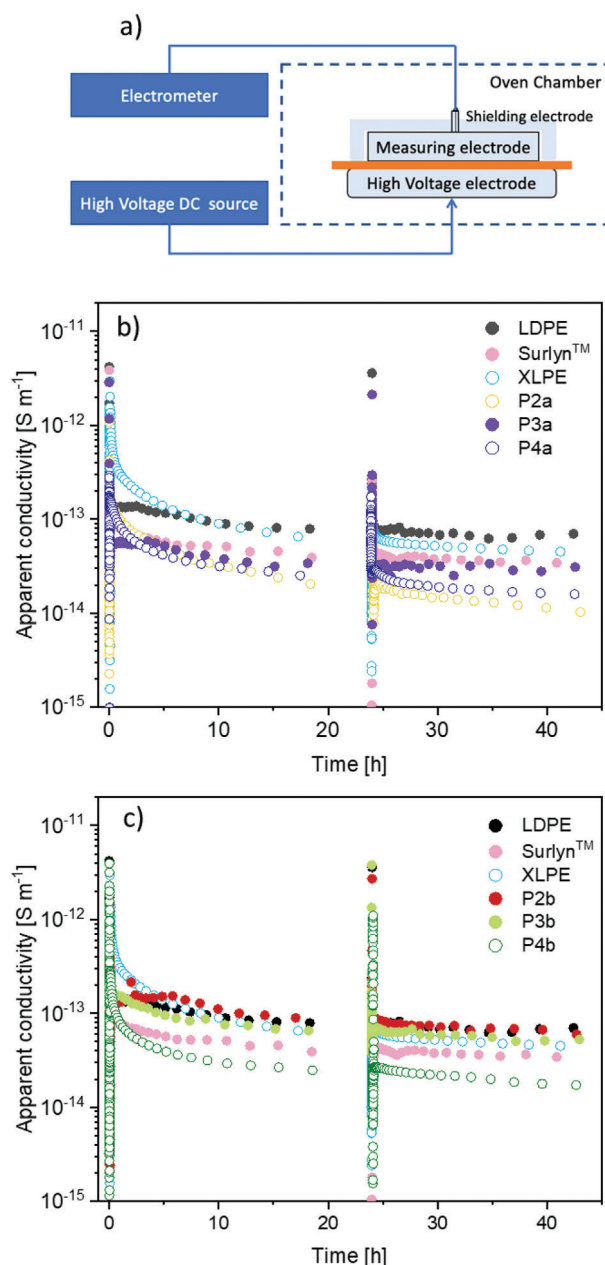 a)
Electrometer
Oven Chamber
Shielding electrode
Measuring electrode
High Voltage DC source
High Voltage electrode
b)
LDPE
Surlyn™
XLPE
P2a
P3a
P4a
Apparent conductivity [S m⁻¹]
10⁻¹¹
10⁻¹²
10⁻¹³
10⁻¹⁴
10⁻¹⁵
0 10 20 30 40
Time [h]
c)
LDPE
Surlyn™
XLPE
P2b
P3b
P4b
Apparent conductivity [S m⁻¹]
10⁻¹¹
10⁻¹²
10⁻¹³
10⁻¹⁴
10⁻¹⁵
0 10 20 30 40
Time [h]